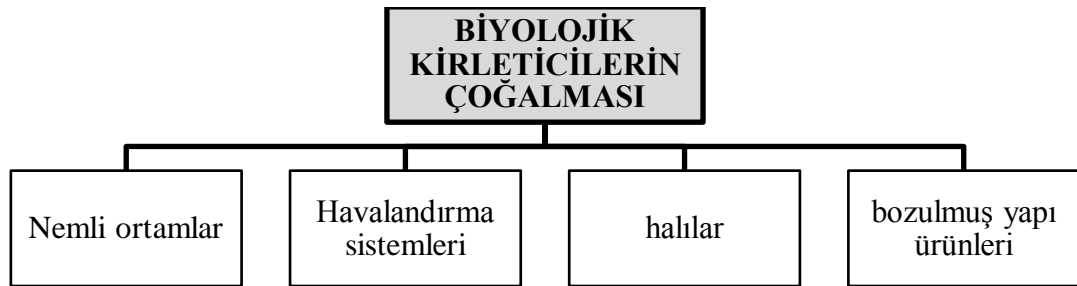 BİYOLOJİK
KİRLETİCİLERİN
ÇOĞALMASI
Nemli ortamlar
Havalandırma
sistemleri
halılar
bozulmuş yapı
ürünleri